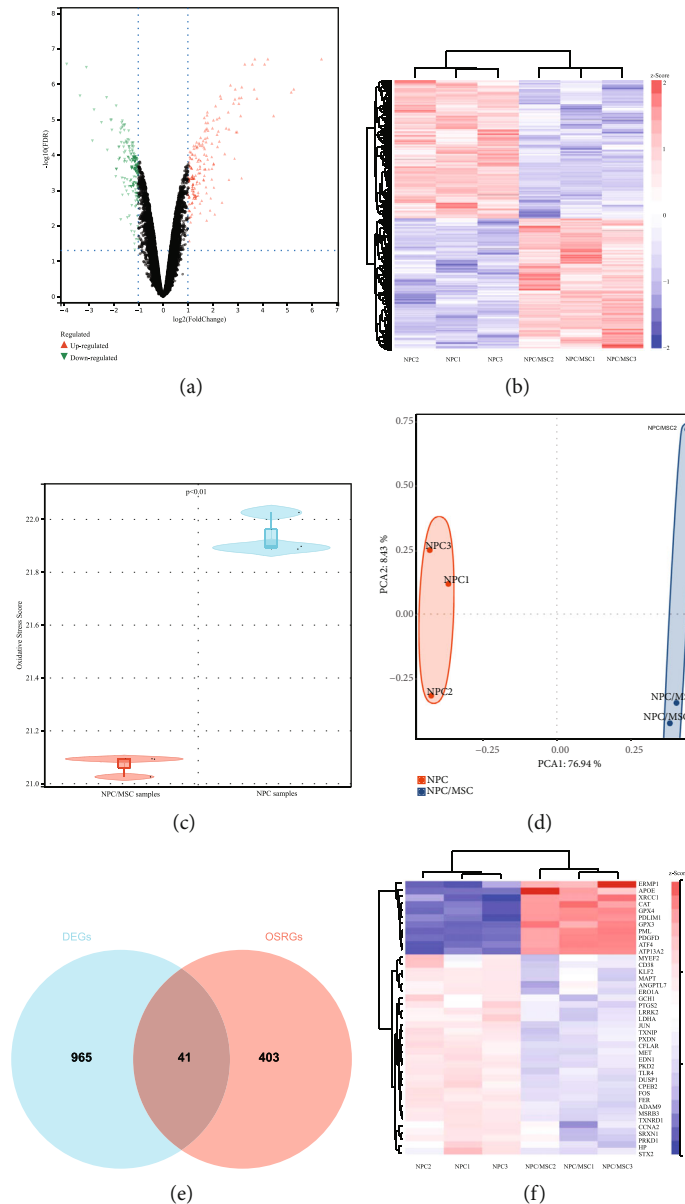 8
7
6
5
4
3
2
1
0
-log10(FDR)
−4 −3 −2 −1 0 1 2 3 4 5 6 7
log2(FoldChange)
Regulated
Up-regulated
Down-regulated
(a)
z-Score
2
1
0
−1
−2
NPC2 NPC1 NPC3 NPC/MSC2 NPC/MSC1 NPC/MSC3
(b)
p<0.01
22.0
21.8
21.6
21.4
21.2
21.0
Oxidative Stress Score
NPC/MSC samples NPC samples
(c)
0.75
0.50
0.25
0.00
−0.25
PCA2: 8.43 %
NPC/MSC2
NPC3
NPC1
NPC2
NPC/MS
NPC/MSC
−0.25 0.00 0.25
PCA1: 76.94 %
NPC
NPC/MSC
(d)
DEGs
OSRGs
965 41 403
(e)
z-Score
ERMP1
APOE
XRCC1
CAT
GPX4
PDLIM1
GPX3
PML
PDGFD
ATF4
ATP13A2
MYEF2
CD38
KLF2
MAPT
ANGPTL7
ERO1A
GCH1
PTGS2
LRRK2
LDHA
JUN
TXNIP
PXDN
CFLAR
MET
EDN1
PKD2
TLR4
DUSP1
CPEB2
FOS
FER
ADAM9
MSRB3
TXNRD1
CCNA2
SRXN1
PRKD1
HP
STX2
NPC2 NPC1 NPC3 NPC/MSC2 NPC/MSC1 NPC/MSC3
(f)